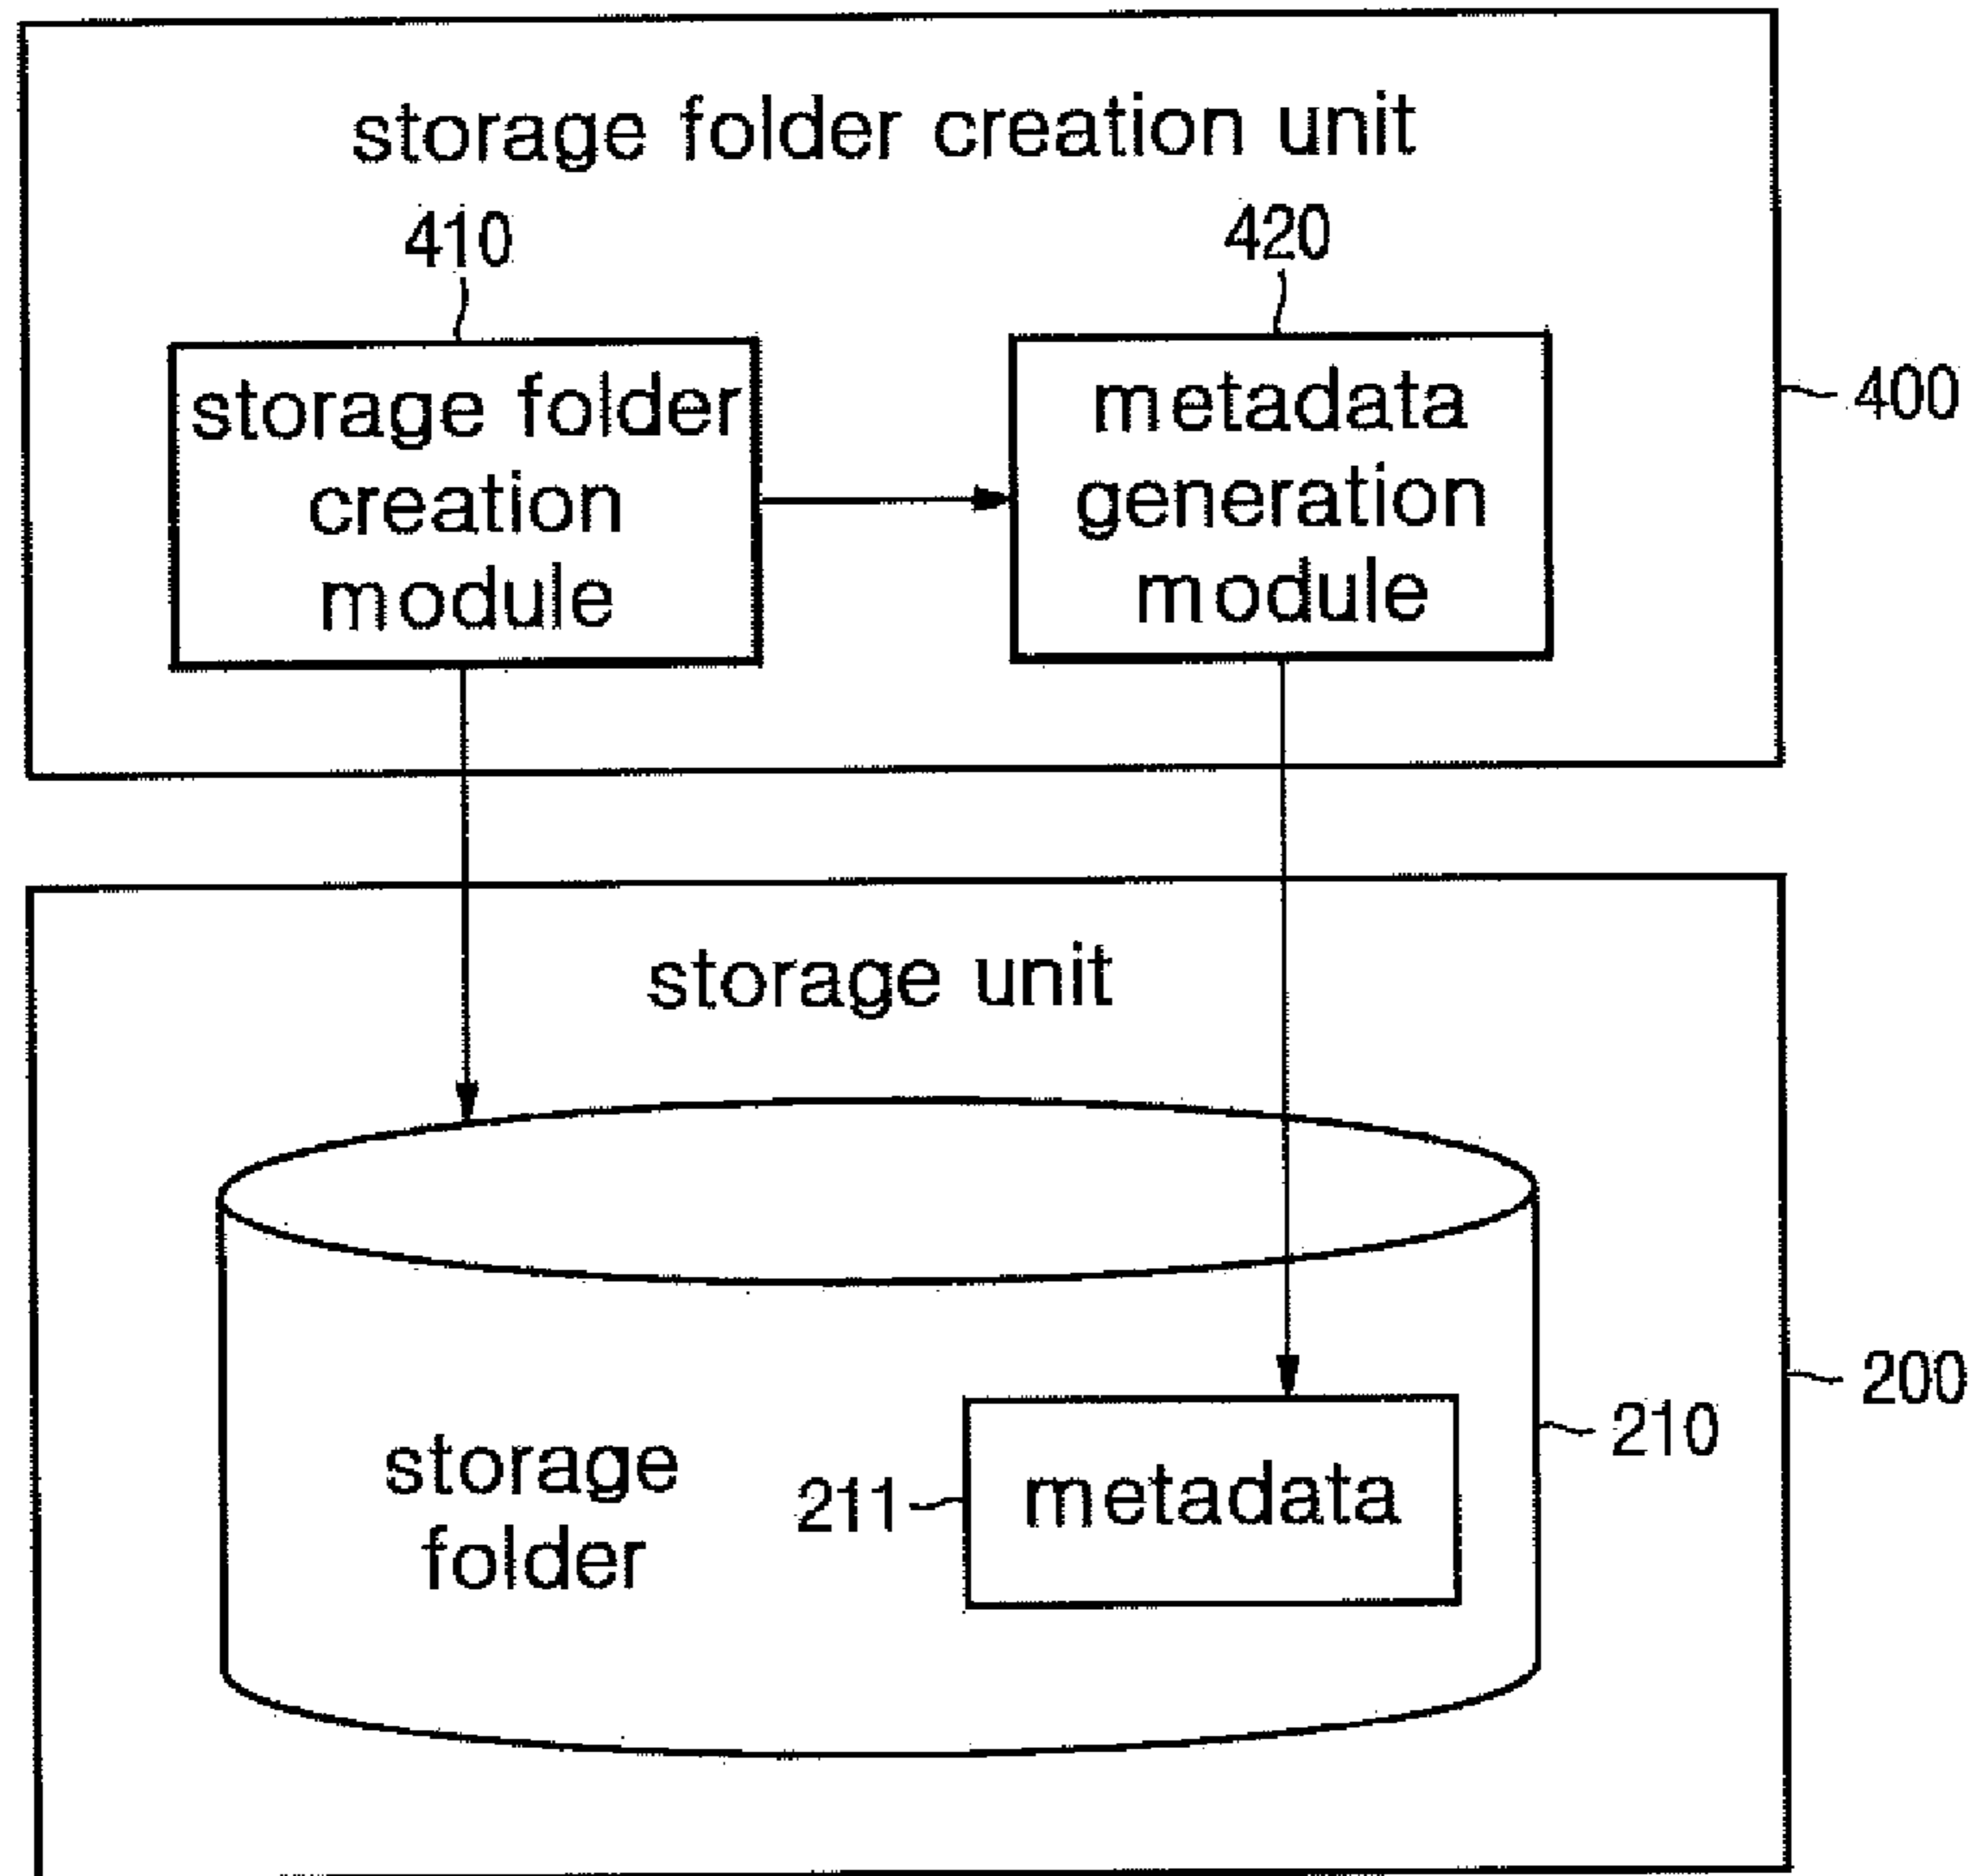 storage folder creation unit
410
420
storage folder
creation
module
metadata
generation
module
400
storage unit
200
210
storage
folder
211
metadata